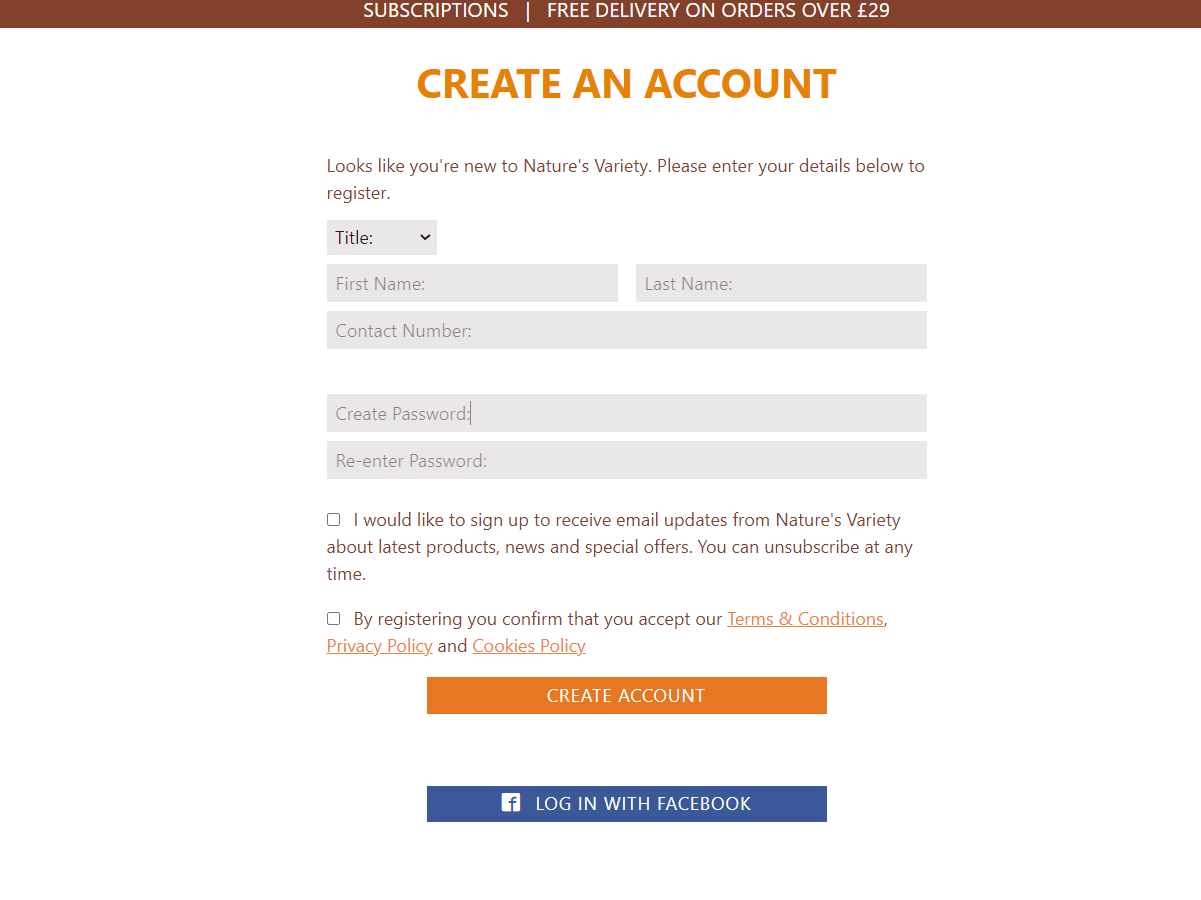 SUBSCRIPTIONS | FREE DELIVERY ON ORDERS OVER £29
CREATE AN ACCOUNT
Looks like you're new to Nature's Variety. Please enter your details below to
register.
Title:
First Name: Last Name:
Contact Number:
Create Password:
Re-enter Password:
I would like to sign up to receive email updates from Nature's Variety
about latest products, news and special offers. You can unsubscribe at any
time.
By registering you confirm that you accept our Terms & Conditions,
Privacy Policy and Cookies Policy
CREATE ACCOUNT
LOG IN WITH FACEBOOK